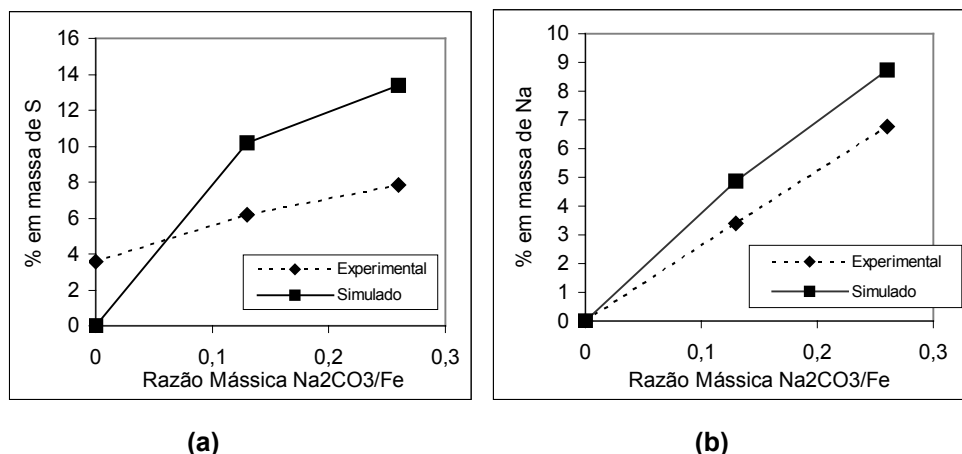 % em massa de S
16
14
12
10
8
6
4
2
0
0
0,1
0,2
0,3
Experimental
Simulado
Razão Mássica Na2CO3/Fe
(a)
% em massa de Na
10
9
8
7
6
5
4
3
2
1
0
0
0,1
0,2
0,3
Experimental
Simulado
Razão Mássica Na2CO3/Fe
(b)